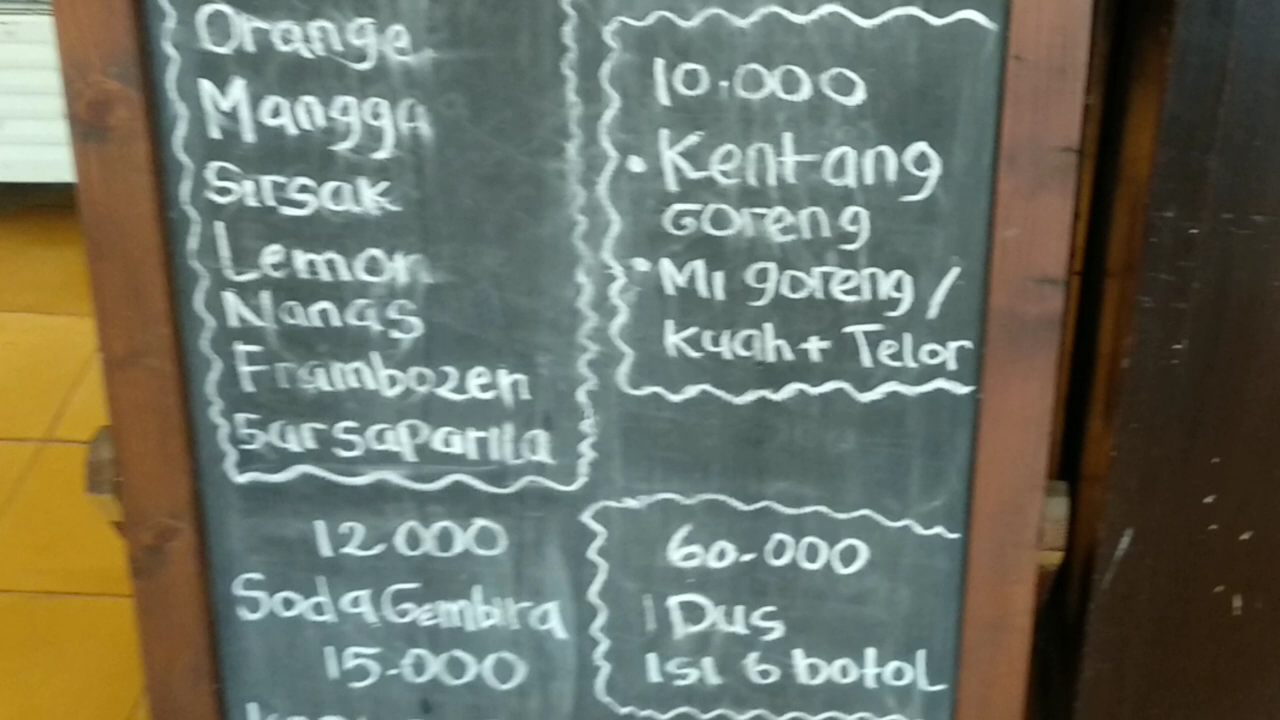 Orange
Mangga
Sirsak
Lemon
Nanas
Frambozen
Sarsaparila
12.000
Soda Gembira
15.000
10.000
• Kentang
Goreng
• Mi goreng /
Kuah + Telor
60.000
1 Dus
Isi 6 botol